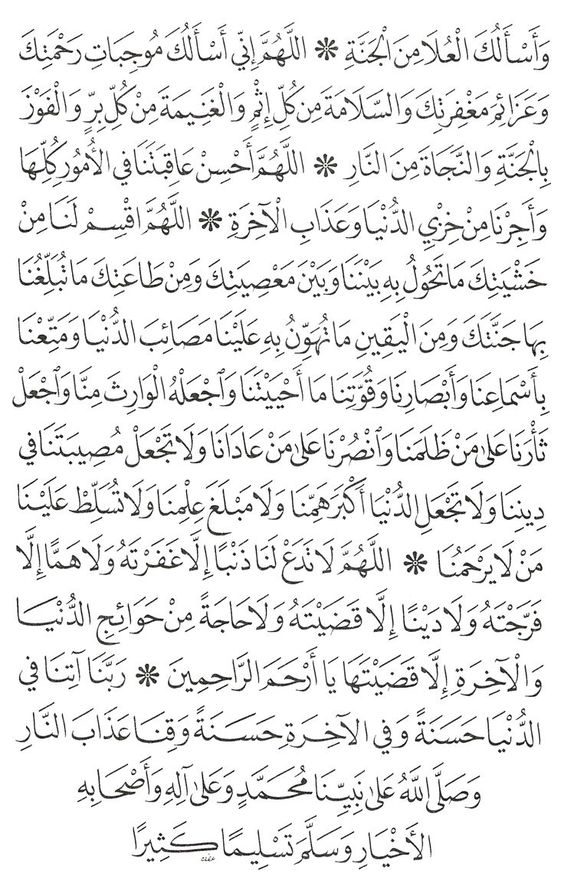 وَأَسْأَلُكَ الْعُلَا مِنَ الْجَنَّةِ ❋ اللَّهُمَّ إِنِّي أَسْأَلُكَ مُوجِبَاتِ رَحْمَتِكَ
وَعَزَائِمَ مَغْفِرَتِكَ وَالسَّلَامَةَ مِن كُلِّ إِثْمٍ وَالْغَنِيمَةَ مِنْ كُلِّ بِرٍّ وَالْفَوْزَ
بِالْجَنَّةِ وَالنَّجَاةَ مِنَ النَّارِ ❋ اللَّهُمَّ أَحْسِنْ عَاقِبَتَنَا فِي الْأُمُورِ كُلِّهَا
وَأَجِرْنَا مِنْ خِزْيِ الدُّنْيَا وَعَذَابِ الْآخِرَةِ ❋ اللَّهُمَّ اقْسِمْ لَنَا مِنْ
خَشْيَتِكَ مَا تَحُولُ بِهِ بَيْنَنَا وَبَيْنَ مَعْصِيَتِكَ وَمِنْ طَاعَتِكَ مَا تُبَلِّغُنَا
بِهَا جَنَّتَكَ وَمِنَ الْيَقِينِ مَا تُهَوِّنُ بِهِ عَلَيْنَا مَصَائِبَ الدُّنْيَا وَمَتِّعْنَا
بِأَسْمَاعِنَا وَأَبْصَارِنَا وَقُوَّتِنَا مَا أَحْيَيْتَنَا وَٱجْعَلْهُ الْوَارِثَ مِنَّا وَٱجْعَلْ
ثَأْرَنَا عَلَىٰ مَنْ ظَلَمَنَا وَٱنْصُرْنَا عَلَىٰ مَنْ عَادَانَا وَلَا تَجْعَلْ مُصِيبَتَنَا فِي
دِينِنَا وَلَا تَجْعَلِ الدُّنْيَا أَكْبَرَ هَمِّنَا وَلَا مَبْلَغَ عِلْمِنَا وَلَا تُسَلِّطْ عَلَيْنَا
مَنْ لَا يَرْحَمُنَا ❋ اللَّهُمَّ لَا تَدَعْ لَنَا ذَنْبًا إِلَّا غَفَرْتَهُ وَلَا هَمًّا إِلَّا
فَرَّجْتَهُ وَلَا دَيْنًا إِلَّا قَضَيْتَهُ وَلَا حَاجَةً مِنْ حَوَائِجِ الدُّنْيَا
وَالْآخِرَةِ إِلَّا قَضَيْتَهَا يَا أَرْحَمَ الرَّاحِمِينَ ❋ رَبَّنَا آتِنَا فِي
الدُّنْيَا حَسَنَةً وَفِي الْآخِرَةِ حَسَنَةً وَقِنَا عَذَابَ النَّارِ
وَصَلَّى اللَّهُ عَلَىٰ نَبِيِّنَا مُحَمَّدٍ وَعَلَىٰ آلِهِ وَأَصْحَابِهِ
الْأَخْيَارِ وَسَلَّمَ تَسْلِيمًا كَثِيرًا